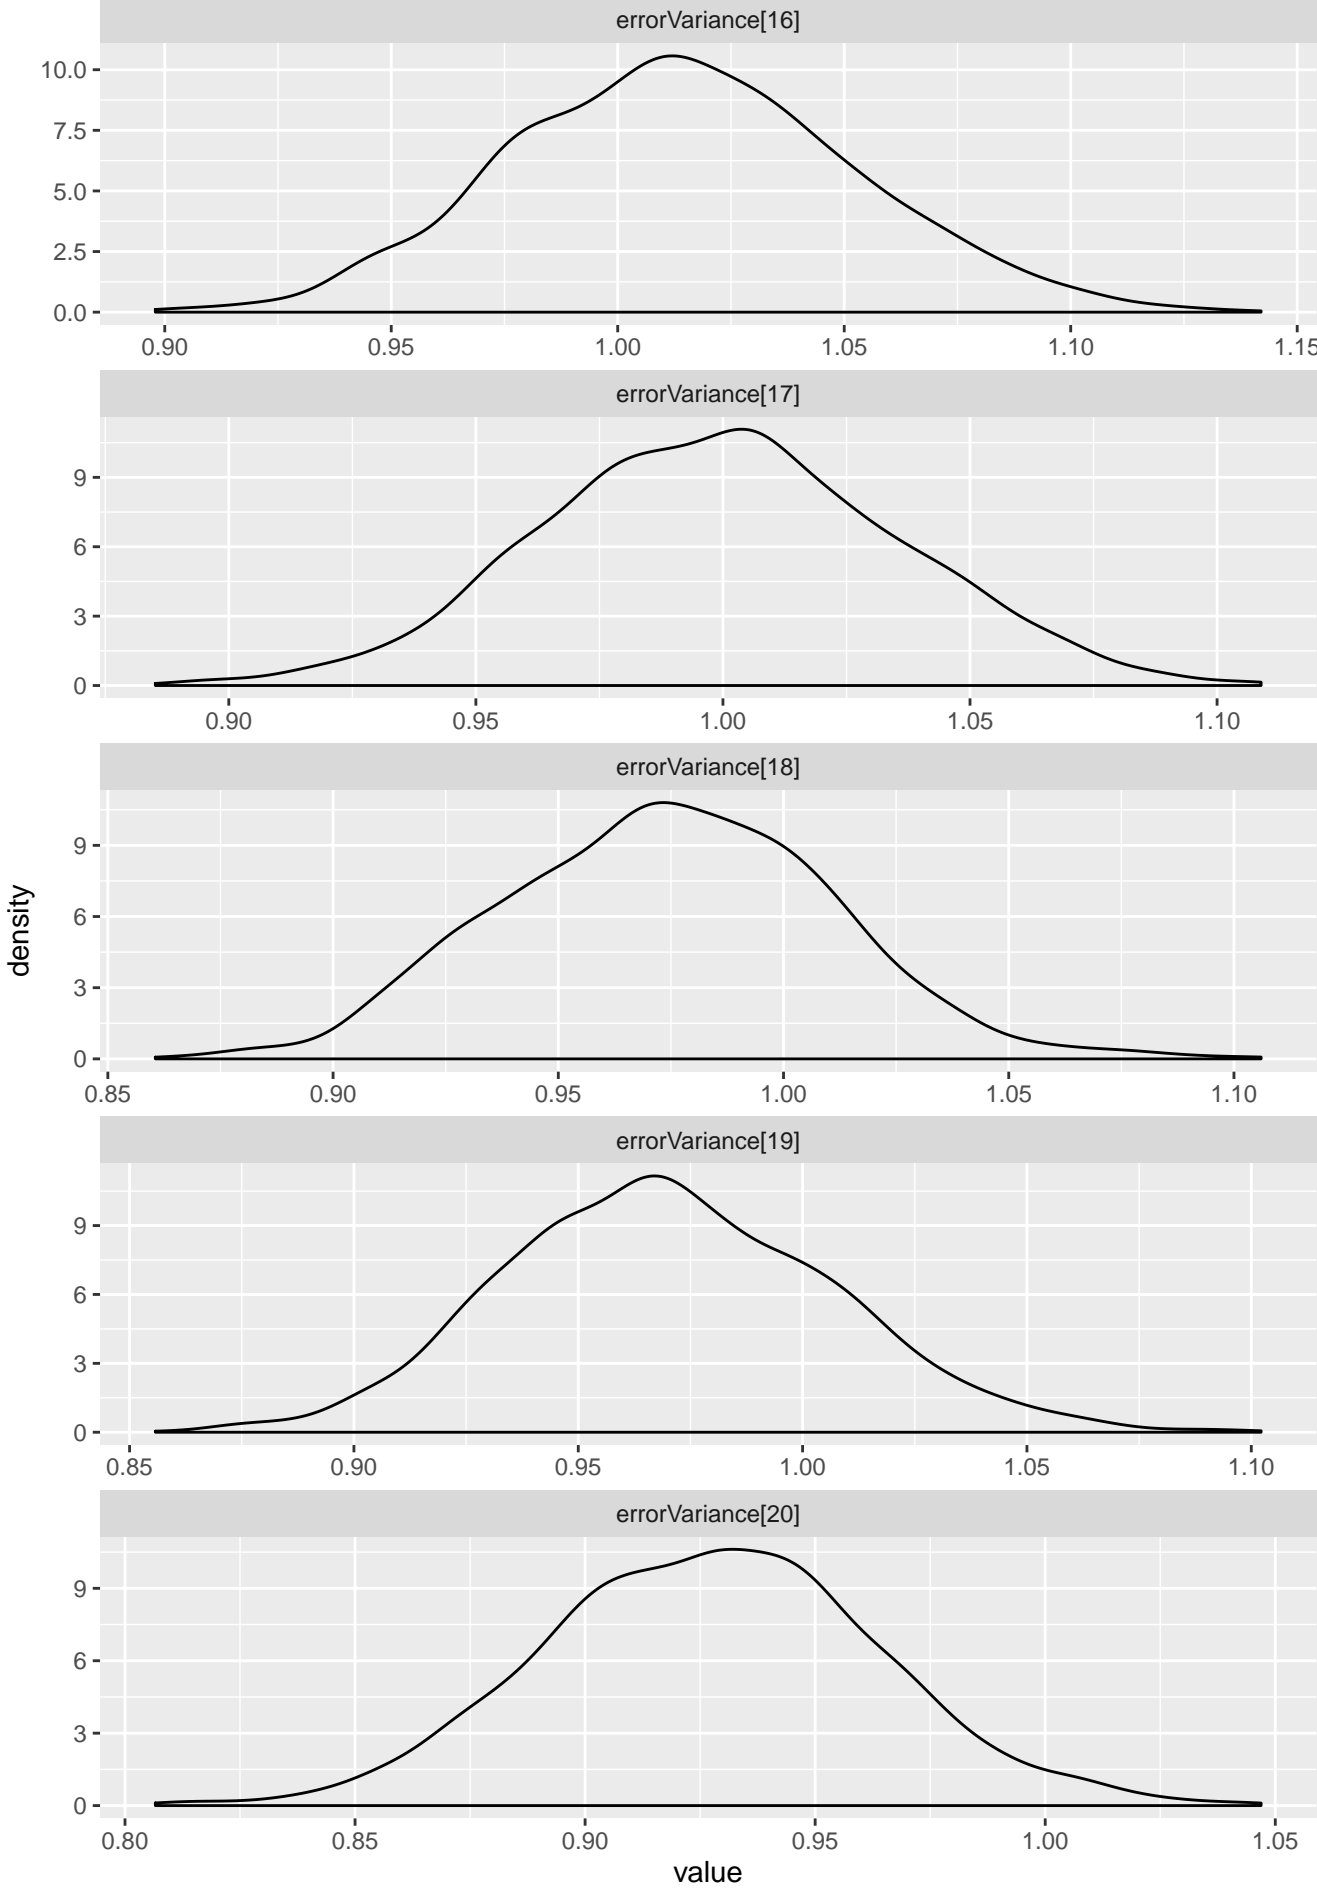 errorVariance[16]
10.0
7.5
5.0
2.5
0.0
0.90 0.95 1.00 1.05 1.10 1.15
errorVariance[17]
9
6
3
0
0.90 0.95 1.00 1.05 1.10
errorVariance[18]
9
6
3
0
0.85 0.90 0.95 1.00 1.05 1.10
density
errorVariance[19]
9
6
3
0
0.85 0.90 0.95 1.00 1.05 1.10
errorVariance[20]
9
6
3
0
0.80 0.85 0.90 0.95 1.00 1.05
value